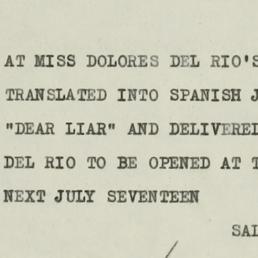 AT MISS DOLORES DEL RIO'S
TRANSLATED INTO SPANISH J
"DEAR LIAR" AND DELIVERED
DEL RIO TO BE OPENED AT T
NEXT JULY SEVENTEEN
SAL